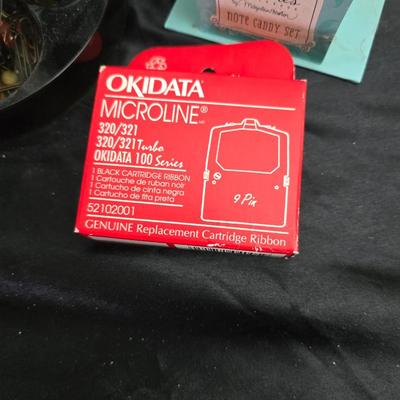 NOTE CANDY SET
OKIDATA
MICROLINE®
320/321
320/321 Turbo
OKIDATA 100 Series
1 BLACK CARTRIDGE RIBBON
1 Cartouche de ruban noir
1 Cartucho de cinta negra
1 Cartucho de fita preta
52102001
9 Pin
GENUINE Replacement Cartridge Ribbon